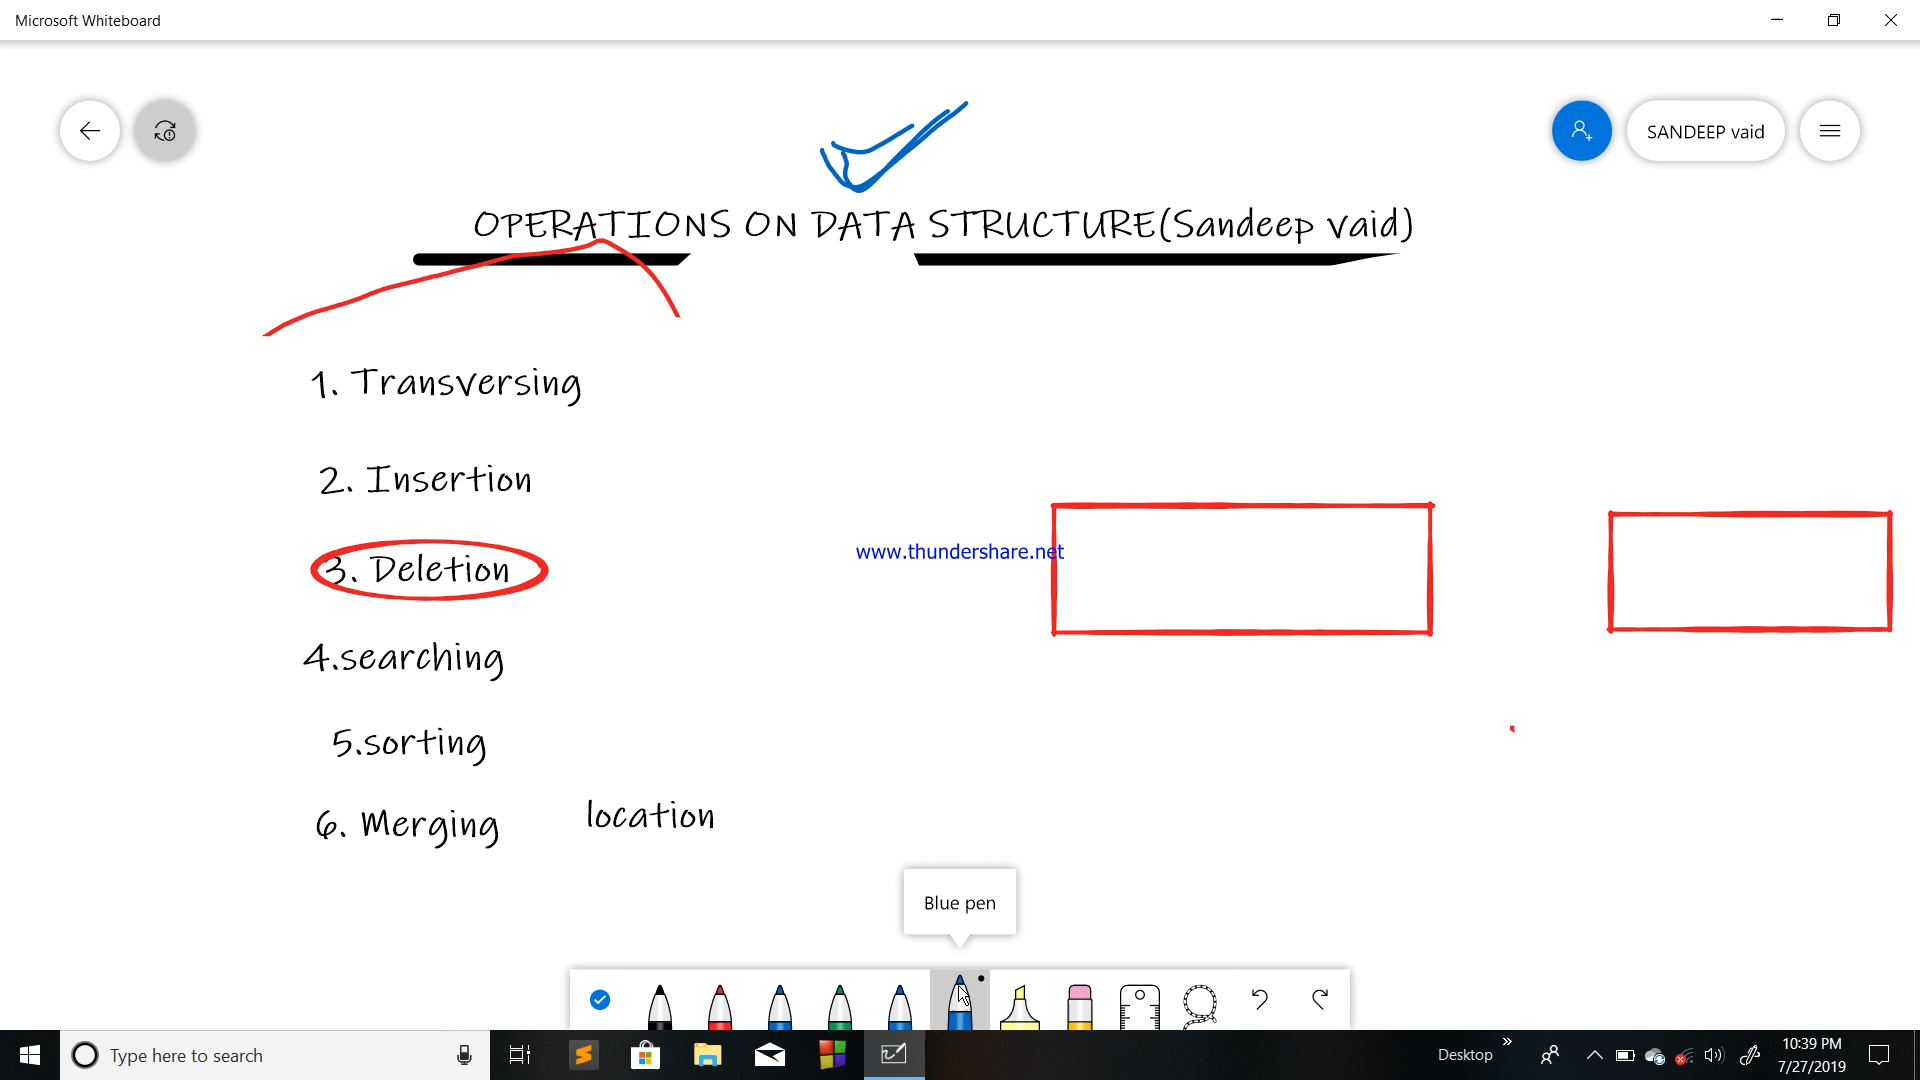 Microsoft Whiteboard
SANDEEP vaid
OPERATIONS ON DATA STRUCTURE(Sandeep vaid)
1. Transversing
2. Insertion
www.thundershare.net
3. Deletion
4.searching
5.sorting
6. Merging location
Blue pen
Type here to search
Desktop
10:39 PM
7/27/2019